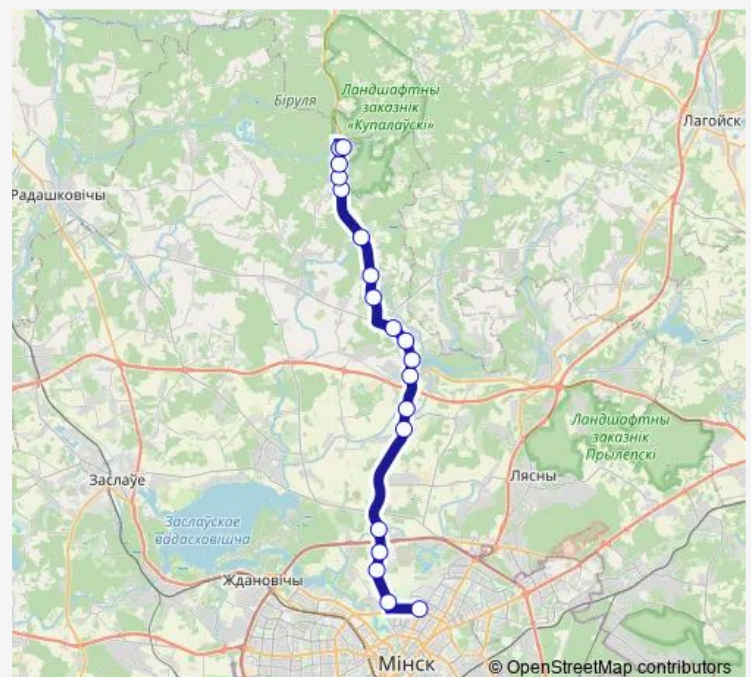 Біруля
Ландшафтны
заказнік
«Купалаўскі»
Лагойск
Радашковічы
Ландшафтны
заказнік
Прылепскі
Заслаўе
Лясны
Заслаўскае
вадасховішча
Ждановічы
Мінск
© OpenStreetMap contributors